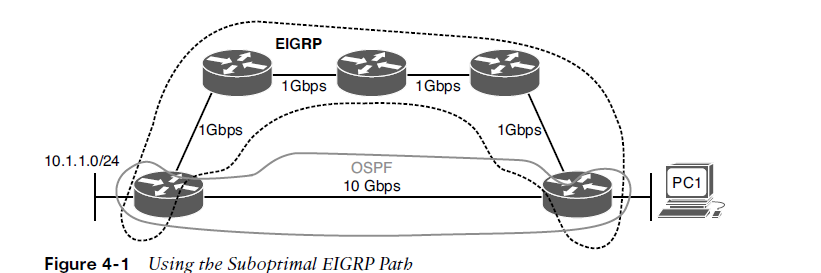 EIGRP
1Gbps
1Gbps
1Gbps
1Gbps
10.1.1.0/24
OSPF
10 Gbps
PC1
Figure 4-1 Using the Suboptimal EIGRP Path